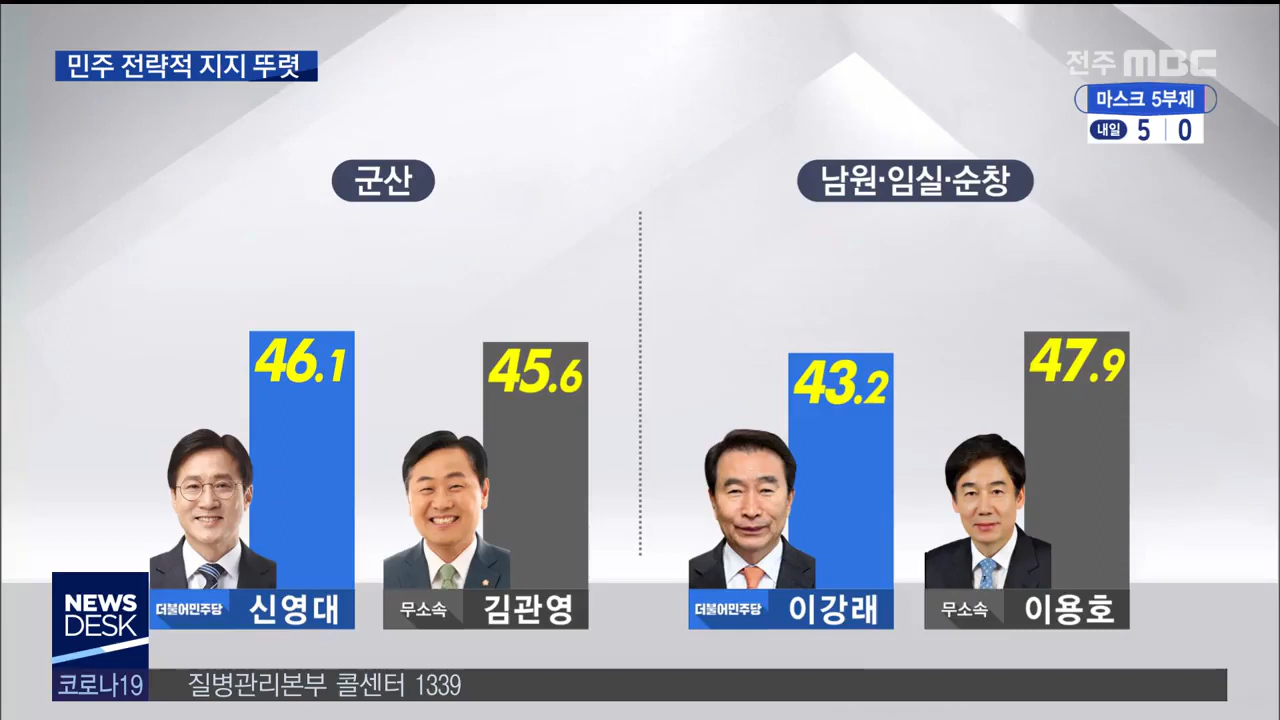 민주 전략적 지지 뚜렷
전주 MBC
마스크 5부제
내일 5 0
군산
남원·임실·순창
46.1
45.6
43.2
47.9
더불어민주당 신영대
무소속 김관영
더불어민주당 이강래
무소속 이용호
NEWS
DESK
코로나19 질병관리본부 콜센터 1339